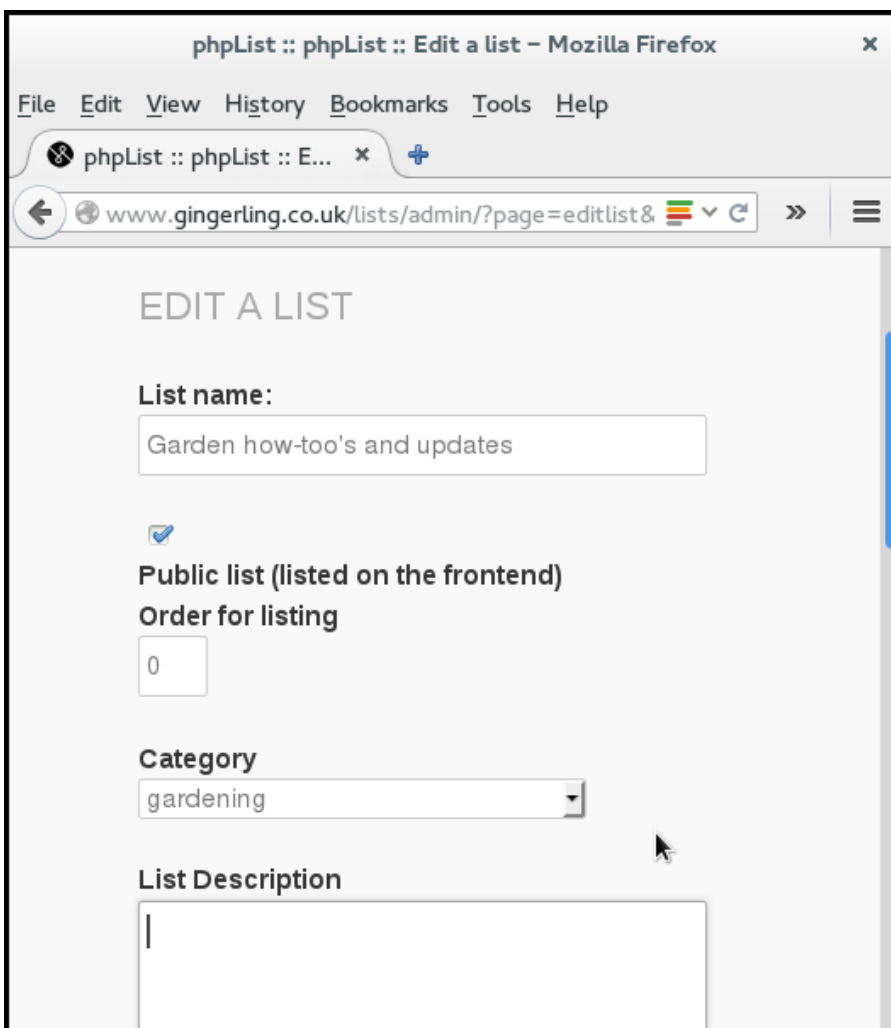 phpList :: phpList :: Edit a list – Mozilla Firefox
File Edit View History Bookmarks Tools Help
phpList :: phpList :: E...
www.gingerling.co.uk/lists/admin/?page=editlist&
EDIT A LIST
List name:
Garden how-too's and updates
Public list (listed on the frontend)
Order for listing
0
Category
gardening
List Description